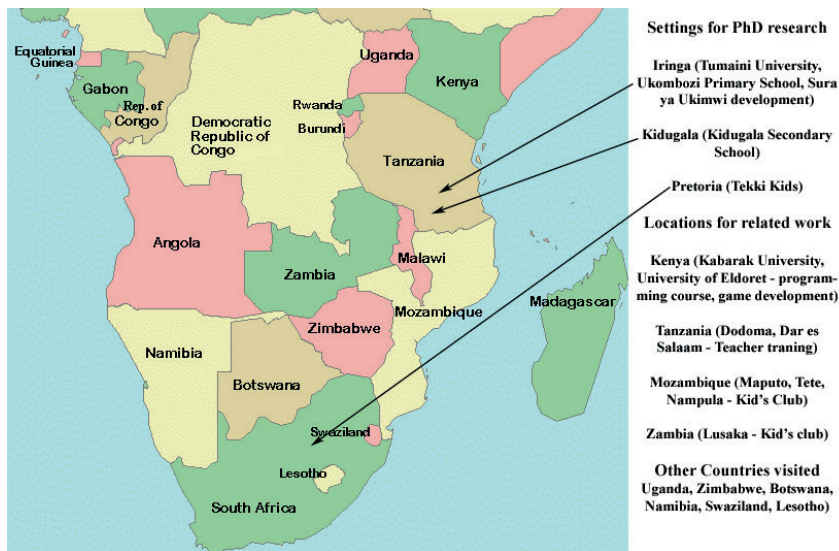 Equatorial
Guinea
Gabon
Rep. of
Congo
Democratic
Republic of
Congo
Uganda
Kenya
Rwanda
Burundi
Tanzania
Angola
Zambia
Malawi
Mozambique
Madagascar
Zimbabwe
Namibia
Botswana
Swaziland
Lesotho
South Africa
Settings for PhD research
Iringa (Tumaini University,
Ukombozi Primary School, Sura
ya Ukimwi development)
Kidugala (Kidugala Secondary
School)
Pretoria (Tekki Kids)
Locations for related work
Kenya (Kabarak University,
University of Eldoret - program-
ming course, game development)
Tanzania (Dodoma, Dar es
Salaam - Teacher traning)
Mozambique (Maputo, Tete,
Nampula - Kid's Club)
Zambia (Lusaka - Kid's club)
Other Countries visited
Uganda, Zimbabwe, Botswana,
Namibia, Swaziland, Lesotho)